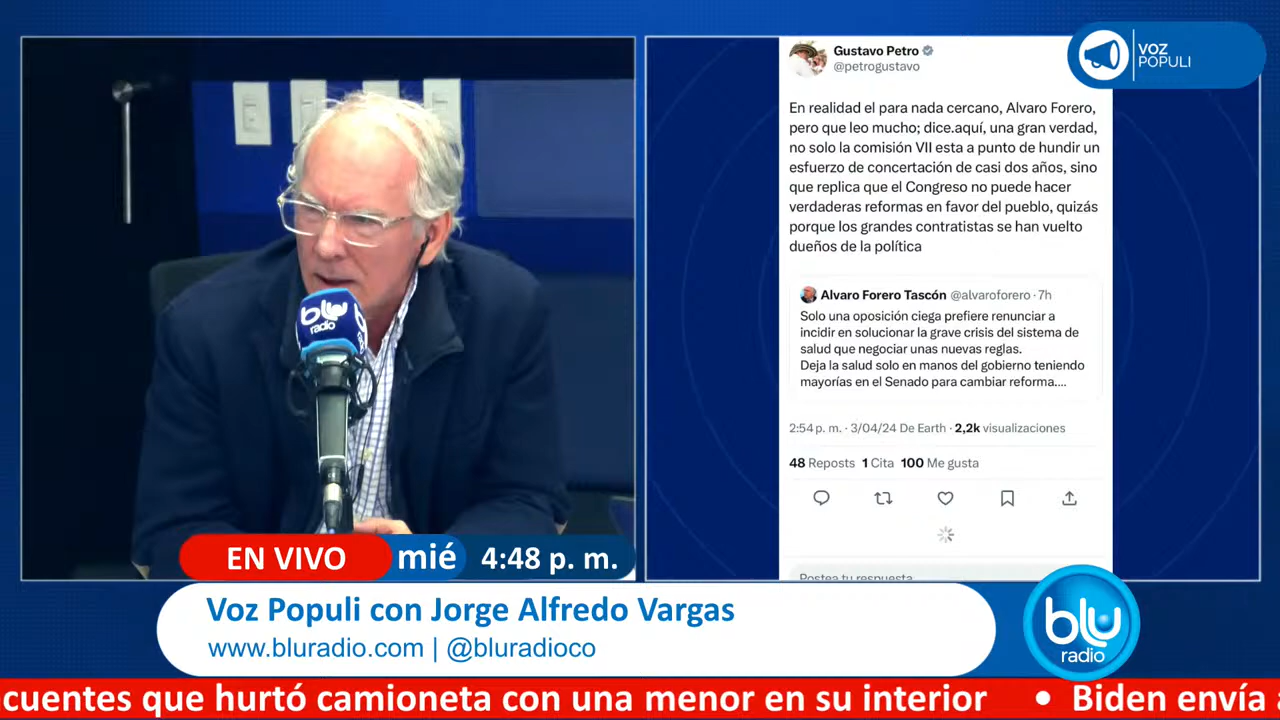 VOZ
POPULI
Gustavo Petro
@petrogustavo
En realidad el para nada cercano, Alvaro Forero,
pero que leo mucho; dice.aquí, una gran verdad,
no solo la comisión VII esta a punto de hundir un
esfuerzo de concertación de casi dos años, sino
que replica que el Congreso no puede hacer
verdaderas reformas en favor del pueblo, quizás
porque los grandes contratistas se han vuelto
dueños de la política
Alvaro Forero Tascón @alvaroforero · 7h
Solo una oposición ciega prefiere renunciar a
incidir en solucionar la grave crisis del sistema de
salud que negociar unas nuevas reglas.
Deja la salud solo en manos del gobierno teniendo
mayorías en el Senado para cambiar reforma....
2:54 p. m. · 3/04/24 De Earth · 2,2k visualizaciones
48 Reposts 1 Cita 100 Me gusta
Postea tu respuesta
blu
radio
EN VIVO mié 4:48 p. m.
Voz Populi con Jorge Alfredo Vargas
www.bluradio.com | @bluradioco
blu
radio
cuentes que hurtó camioneta con una menor en su interior • Biden envía